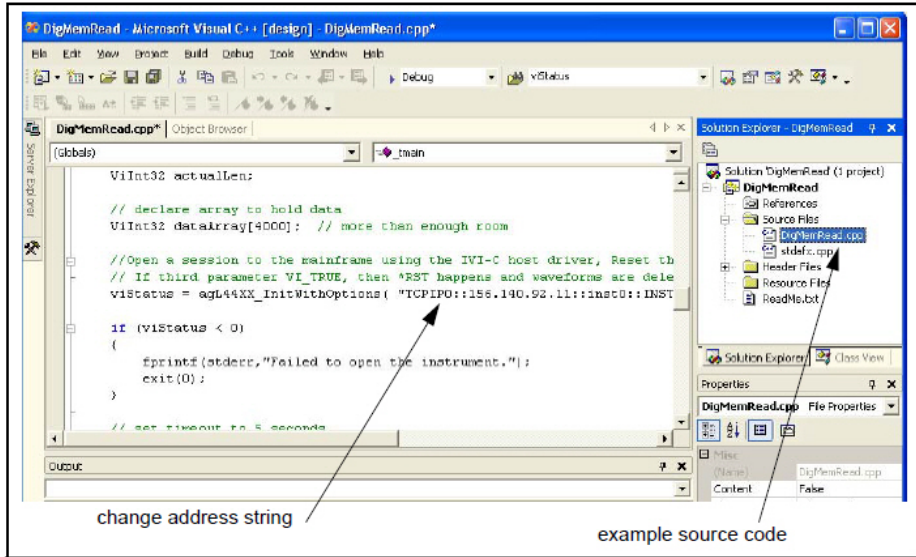 DigMemRead - Microsoft Visual C++ [design] - DigMemRead.cpp*
File Edit View Project Build Debug Tools Window Help
Debug viStatus
DigMemRead.cpp* Object Browser
(Globals) _tmain
Server Explorer
ViInt32 actualLen;
// declare array to hold data
ViInt32 dataArray[4000]; // more than enough room
//Open a session to the mainframe using the IVI-C host driver, Reset th
// If third parameter VI_TRUE, then *RST happens and waveforms are dele
viStatus = agL44XX_InitWithOptions( "TCPIP0::156.140.92.11::inst0::INST
if (viStatus < 0)
{
fprintf(stderr,"Failed to open the instrument.");
exit(0);
}
// set timeout to 5 seconds
Output
Solution Explorer - DigMemRead
Solution 'DigMemRead' (1 project)
DigMemRead
References
Source Files
DigMemRead.cpp
stdafx.cpp
Header Files
Resource Files
ReadMe.txt
Solution Explorer Class View
Properties
DigMemRead.cpp File Properties
Misc
(Name) DigMemRead.cpp
Content False
change address string
example source code